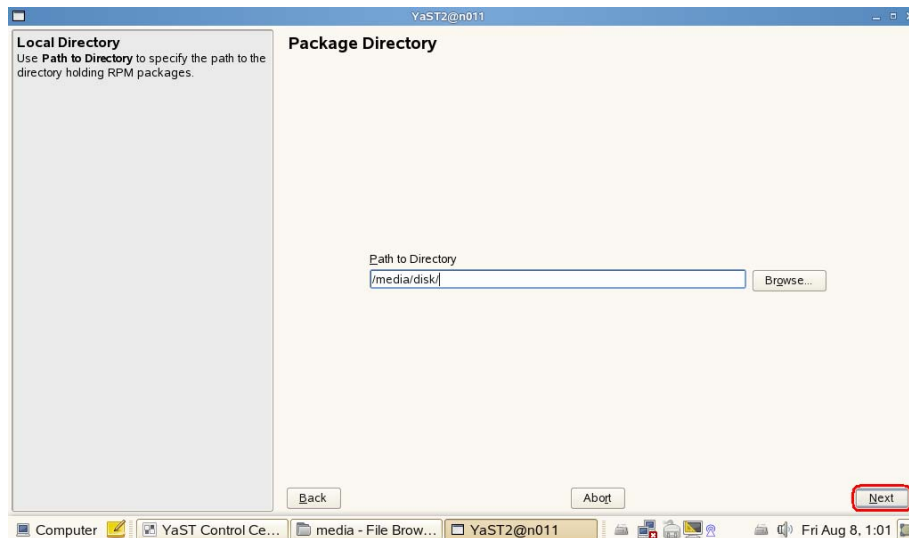 YaST2@n011
Local Directory
Use Path to Directory to specify the path to the
directory holding RPM packages.
Package Directory
Path to Directory
/media/disk/
Browse...
Back
Abort
Next
Computer
YaST Control Ce...
media - File Brow...
YaST2@n011
Fri Aug 8, 1:01